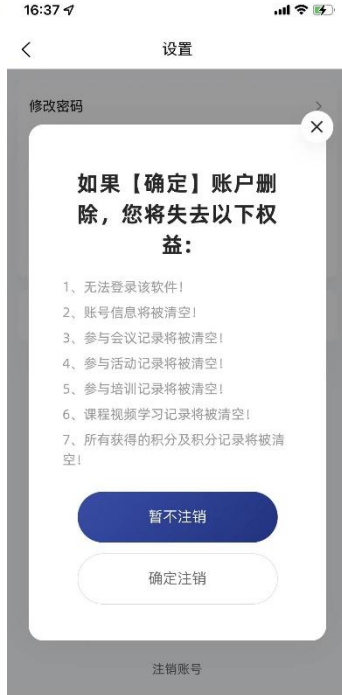 16:37
设置
修改密码
如果【确定】账户删
除，您将失去以下权
益：
1、无法登录该软件！
2、账号信息将被清空！
3、参与会议记录将被清空！
4、参与活动记录将被清空！
5、参与培训记录将被清空！
6、课程视频学习记录将被清空！
7、所有获得的积分及积分记录将被清
空！
暂不注销
确定注销
注销账号